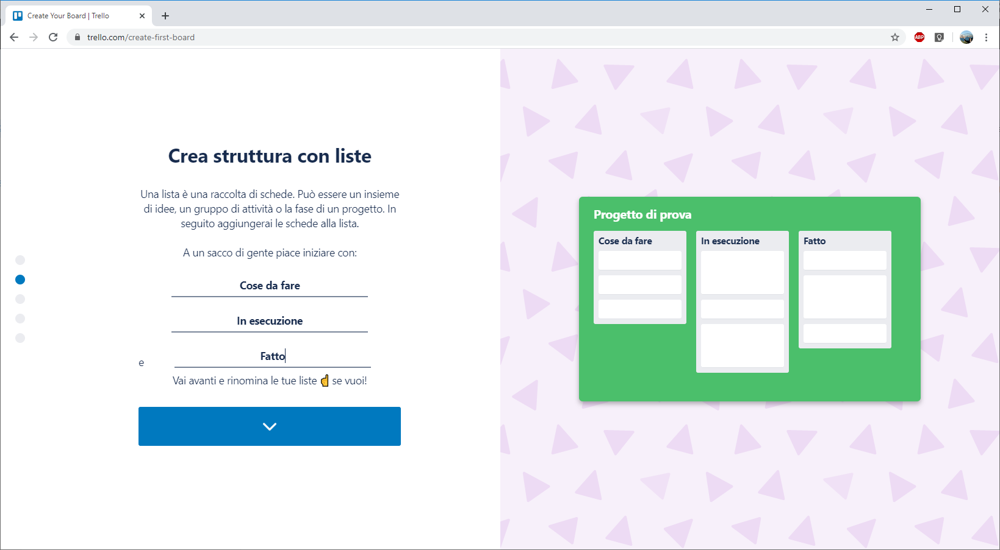 Create Your Board | Trello
trello.com/create-first-board
ABP
Crea struttura con liste
Una lista è una raccolta di schede. Può essere un insieme
di idee, un gruppo di attività o la fase di un progetto. In
seguito aggiungerai le schede alla lista.
A un sacco di gente piace iniziare con:
Cose da fare
In esecuzione
e Fatto
Vai avanti e rinomina le tue liste ☝ se vuoi!
Progetto di prova
Cose da fare
In esecuzione
Fatto